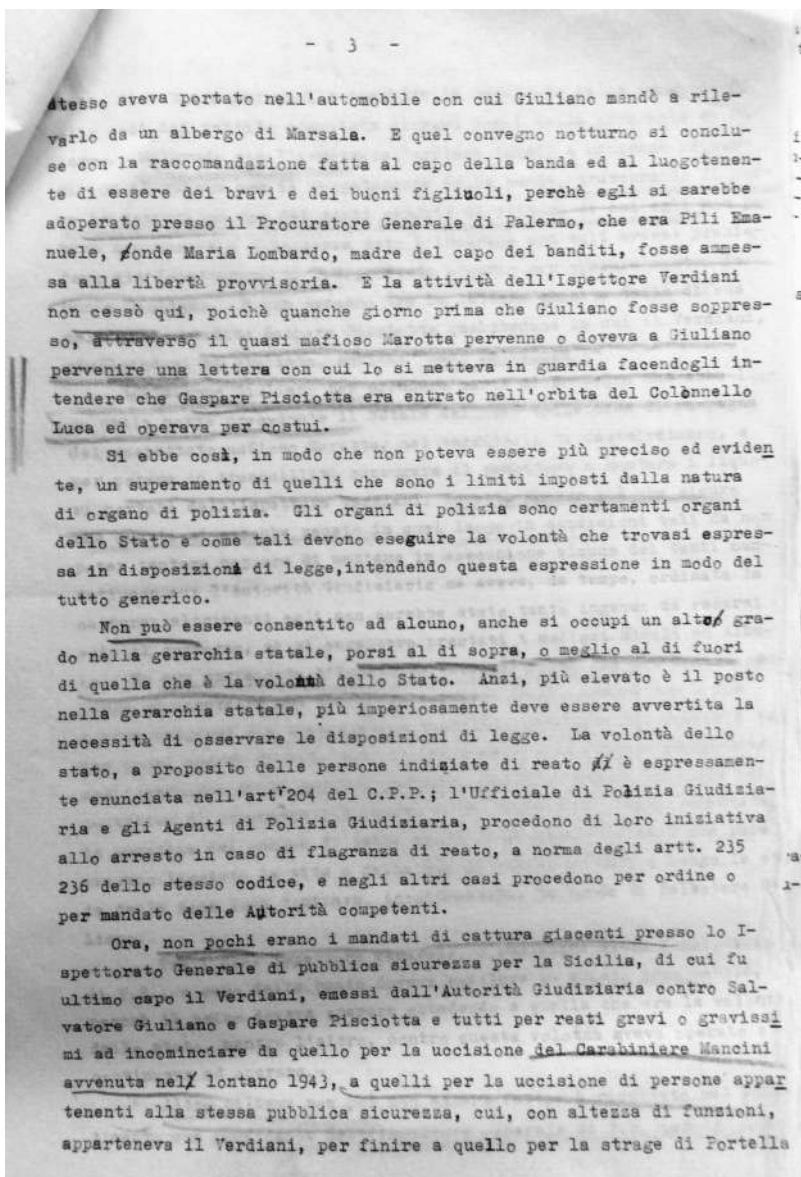 - 3 -
stesso aveva portato nell'automobile con cui Giuliano mandò a rile-
varlo da un albergo di Marsala. E quel convegno notturno si conclu-
se con la raccomandazione fatta al capo della banda ed al luogotenen-
te di essere dei bravi e dei buoni figliuoli, perchè egli si sarebbe
adoperato presso il Procuratore Generale di Palermo, che era Pili Ema-
nuele, onde Maria Lombardo, madre del capo dei banditi, fosse ammes-
sa alla libertà provvisoria. E la attività dell'Ispettore Verdiani
non cessò qui, poichè quanche giorno prima che Giuliano fosse soppres-
so, attraverso il quasi mafioso Marotta pervenne o doveva a Giuliano
pervenire una lettera con cui lo si metteva in guardia facendogli in-
tendere che Gaspare Pisciotta era entrato nell'orbita del Colonnello
Luca ed operava per costui.
Si ebbe così, in modo che non poteva essere più preciso ed eviden
te, un superamento di quelli che sono i limiti imposti dalla natura
di organo di polizia. Gli organi di polizia sono certamenti organi
dello Stato e come tali devono eseguire la volontà che trovasi espres-
sa in disposizioni di legge,intendendo questa espressione in modo del
tutto generico.
Non può essere consentito ad alcuno, anche si occupi un alto gra-
do nella gerarchia statale, porsi al di sopra, o meglio al di fuori
di quella che è la volontà dello Stato. Anzi, più elevato è il posto
nella gerarchia statale, più imperiosamente deve essere avvertita la
necessità di osservare le disposizioni di legge. La volontà dello
stato, a proposito delle persone indiziate di reato è espressamen-
te enunciata nell'art 204 del C.P.P.; l'Ufficiale di Polizia Giudizia-
ria e gli Agenti di Polizia Giudiziaria, procedono di loro iniziativa
allo arresto in caso di flagranza di reato, a norma degli artt. 235
236 dello stesso codice, e negli altri casi procedono per ordine o
per mandato delle Autorità competenti.
Ora, non pochi erano i mandati di cattura giacenti presso lo I-
spettorato Generale di pubblica sicurezza per la Sicilia, di cui fu
ultimo capo il Verdiani, emessi dall'Autorità Giudiziaria contro Sal-
vatore Giuliano e Gaspare Pisciotta e tutti per reati gravi o gravissi
mi ad incominciare da quello per la uccisione del Carabiniere Mancini
avvenuta nel lontano 1943, a quelli per la uccisione di persone appar
tenenti alla stessa pubblica sicurezza, cui, con altezza di funzioni,
apparteneva il Verdiani, per finire a quello per la strage di Portella